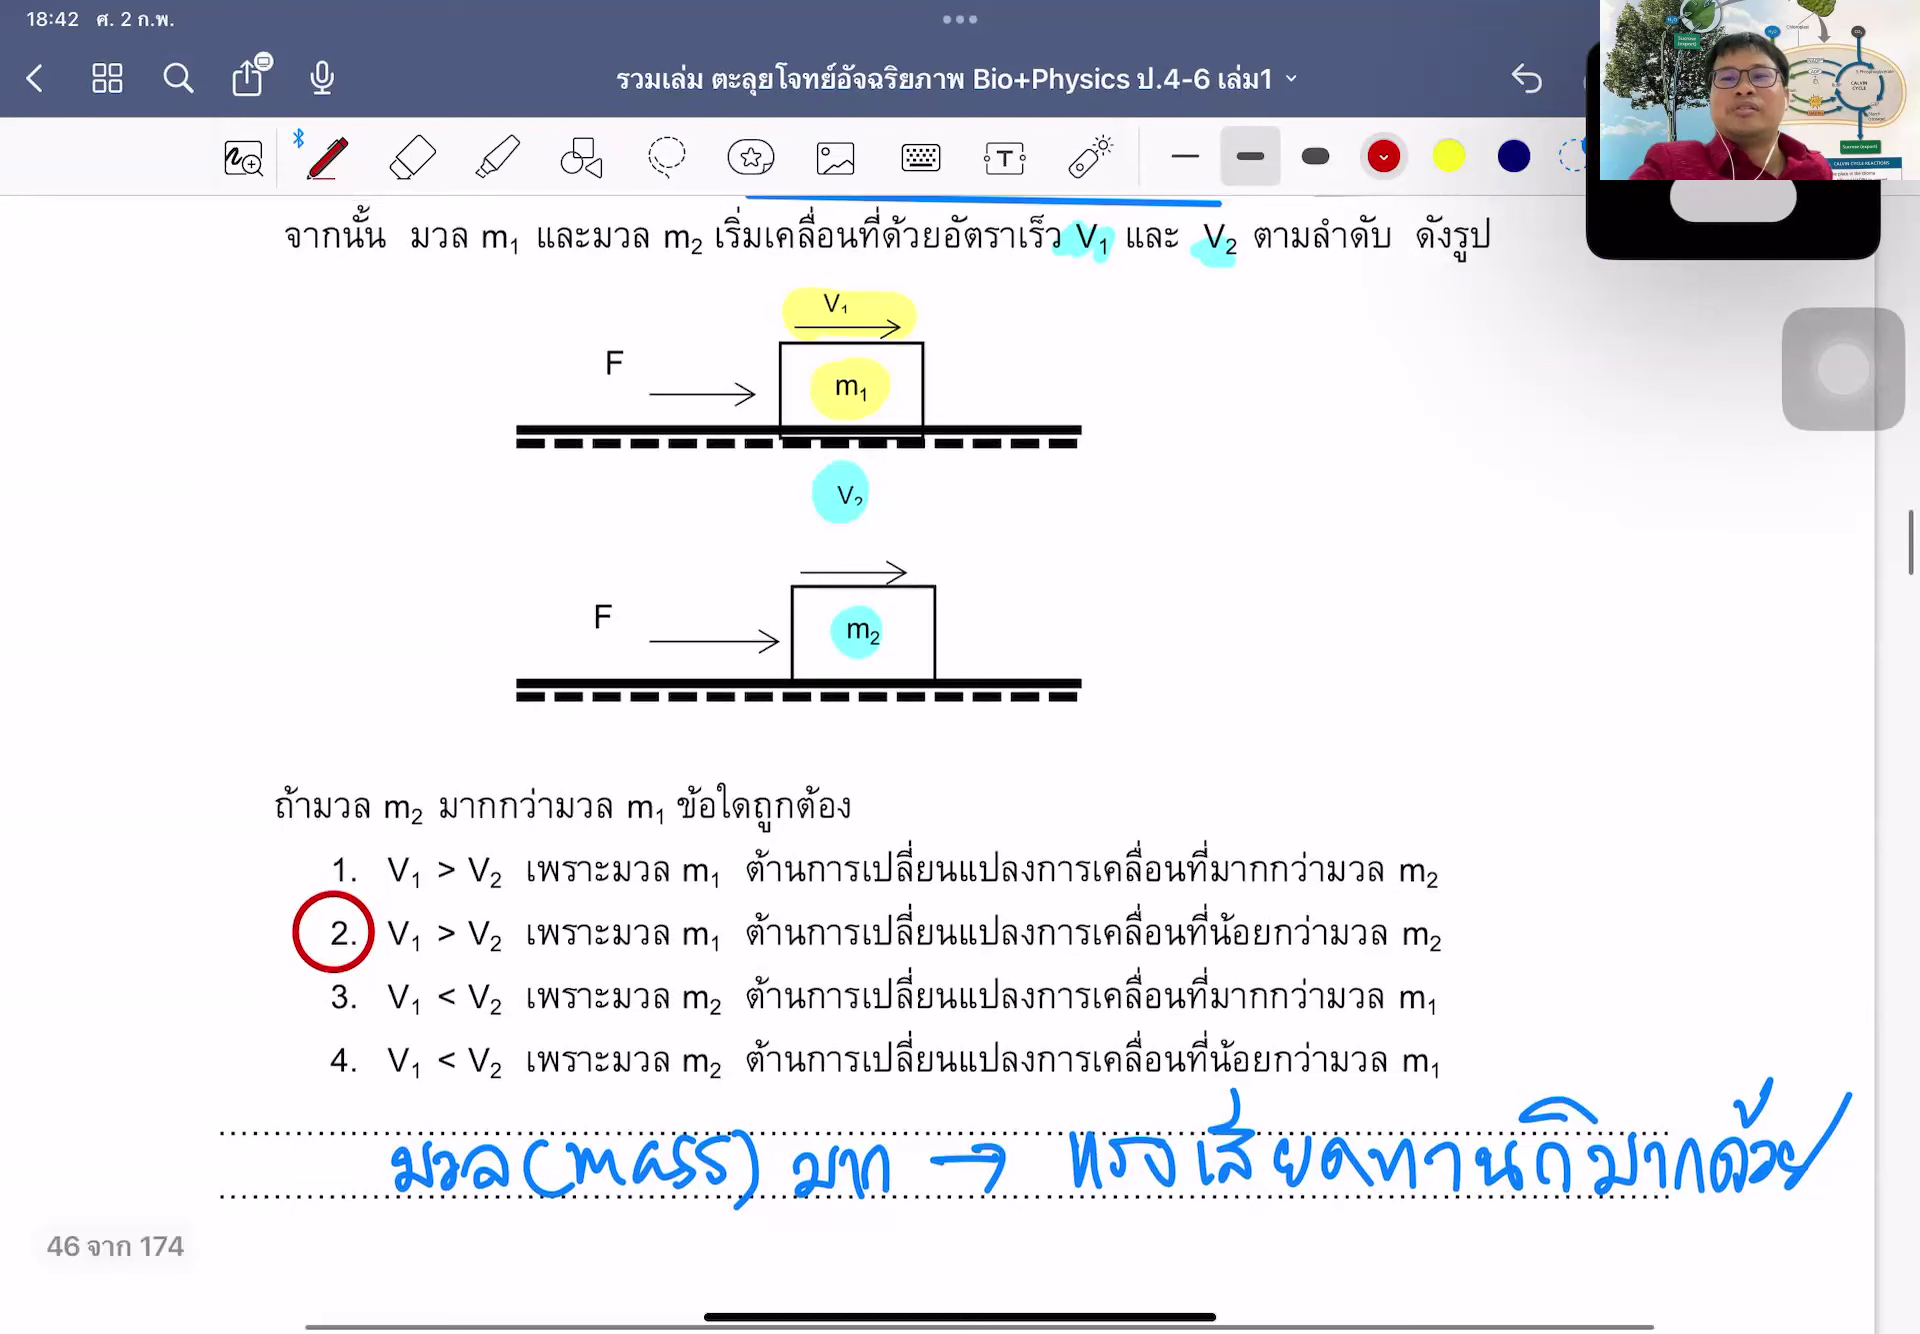 18:42 ศ. 2 ก.พ.
รวมเล่ม ตะลุยโจทย์อัจฉริยภาพ Bio+Physics ป.4-6 เล่ม1
จากนั้น มวล m₁ และมวล m₂ เริ่มเคลื่อนที่ด้วยอัตราเร็ว V₁ และ V₂ ตามลำดับ ดังรูป
V₁
F
m₁
V₂
F
m₂
ถ้ามวล m₂ มากกว่ามวล m₁ ข้อใดถูกต้อง
1. V₁ > V₂ เพราะมวล m₁ ต้านการเปลี่ยนแปลงการเคลื่อนที่มากกว่ามวล m₂
2. V₁ > V₂ เพราะมวล m₁ ต้านการเปลี่ยนแปลงการเคลื่อนที่น้อยกว่ามวล m₂
3. V₁ < V₂ เพราะมวล m₂ ต้านการเปลี่ยนแปลงการเคลื่อนที่มากกว่ามวล m₁
4. V₁ < V₂ เพราะมวล m₂ ต้านการเปลี่ยนแปลงการเคลื่อนที่น้อยกว่ามวล m₁
มวล (mass) มาก → แรงเสียดทานก็มากด้วย
46 จาก 174
CALVIN CYCLE
CALVIN CYCLE REACTIONS